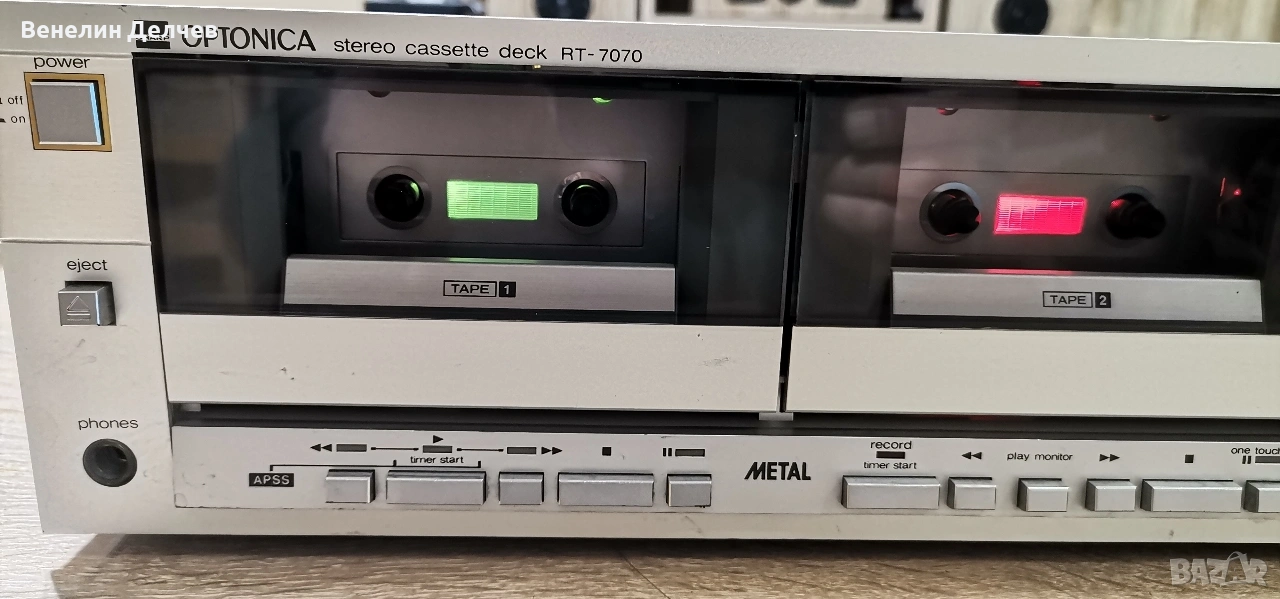 Венелин Делчев
OPTONICA stereo cassette deck RT-7070
power
off
on
TAPE 1
TAPE 2
eject
phones
timer start
APSS
METAL
record
timer start
play monitor
one touch
BAZAR